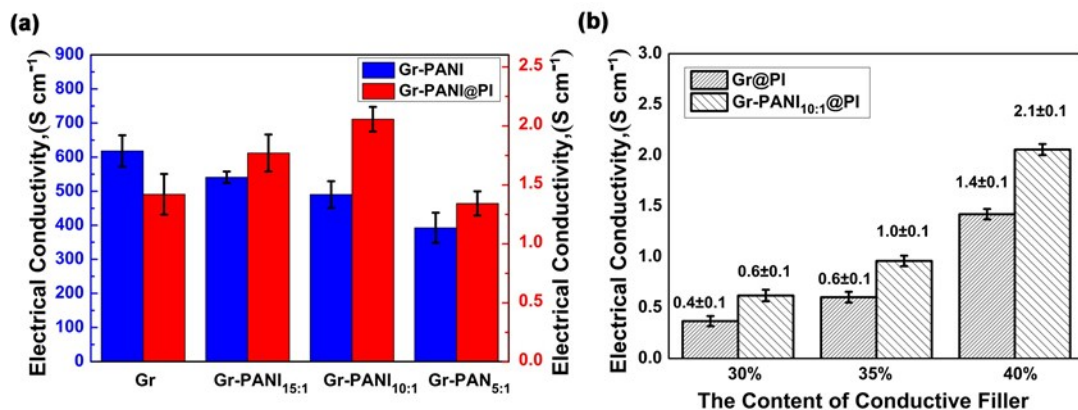 (a)
Electrical Conductivity,(S cm⁻¹)
900
800
700
600
500
400
300
200
100
0
Gr-PANI
Gr-PANI@PI
2.5
2.0
1.5
1.0
0.5
0.0
Electrical Conductivity,(S cm⁻¹)
Gr Gr-PANI15:1 Gr-PANI10:1 Gr-PAN5:1
(b)
Electrical Conductivity,(S cm⁻¹)
3.0
2.5
2.0
1.5
1.0
0.5
0.0
Gr@PI
Gr-PANI10:1@PI
0.4±0.1
0.6±0.1
0.6±0.1
1.0±0.1
1.4±0.1
2.1±0.1
30% 35% 40%
The Content of Conductive Filler